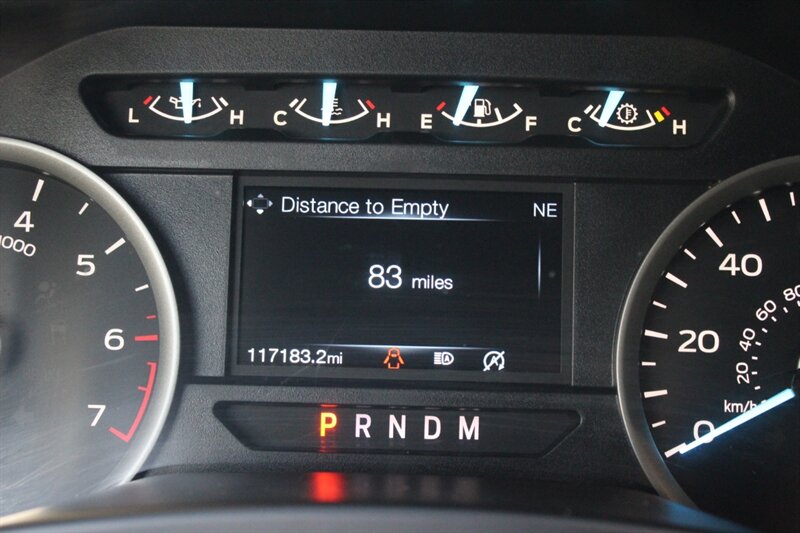 L H C H E F C H
Distance to Empty NE
83 miles
117183.2mi
P R N D M
4
5
6
7
40
20
0
80
60
40
20
km/h